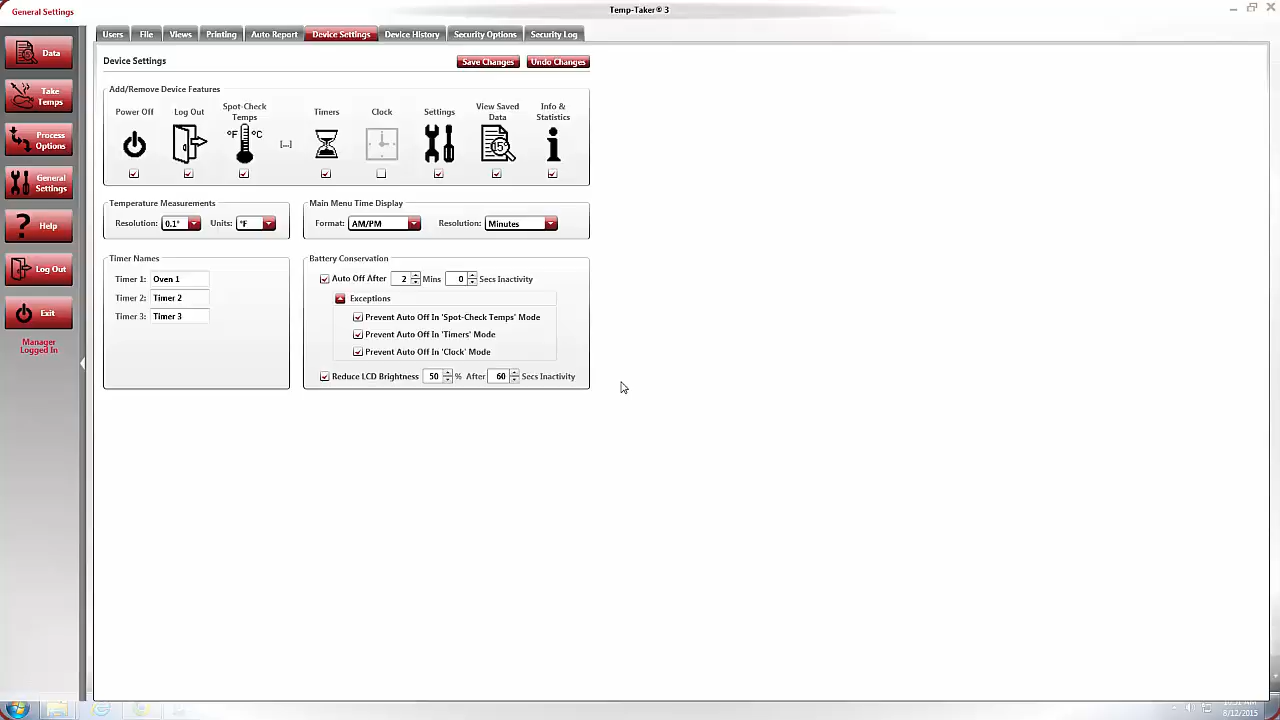 General Settings
Temp-Taker® 3
Users File Views Printing Auto Report Device Settings Device History Security Options Security Log
Data
Take Temps
Process Options
General Settings
Help
Log Out
Exit
Manager Logged In
Device Settings
Save Changes Undo Changes
Add/Remove Device Features
Power Off Log Out Spot-Check Temps Timers Clock Settings View Saved Data Info & Statistics
°F °C [...] 15°
Temperature Measurements
Resolution: 0.1° Units: °F
Main Menu Time Display
Format: AM/PM Resolution: Minutes
Timer Names
Timer 1: Oven 1
Timer 2: Timer 2
Timer 3: Timer 3
Battery Conservation
Auto Off After 2 Mins 0 Secs Inactivity
Exceptions
Prevent Auto Off In 'Spot-Check Temps' Mode
Prevent Auto Off In 'Timers' Mode
Prevent Auto Off In 'Clock' Mode
Reduce LCD Brightness 50 % After 60 Secs Inactivity
8/12/2015